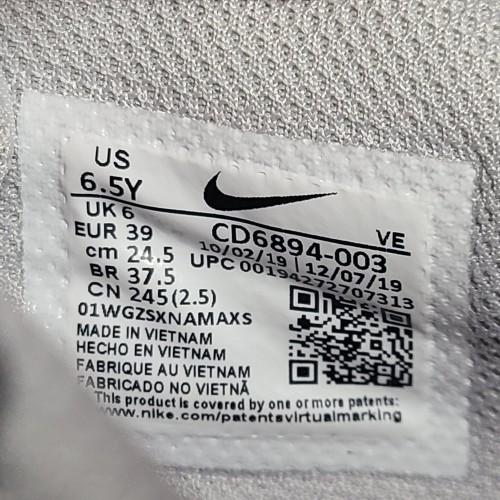 US
6.5Y
UK 6
EUR 39
cm 24.5
BR 37.5
CN 245 (2.5)
VE
CD6894-003
10/02/19 | 12/07/19
UPC 00194272707313
01WGZSXNAMAXS
MADE IN VIETNAM
HECHO EN VIETNAM
FABRIQUE AU VIETNAM
FABRICADO NO VIETNÃ
This product is covered by one or more patents:
www.nike.com/patentsvirtualmarking